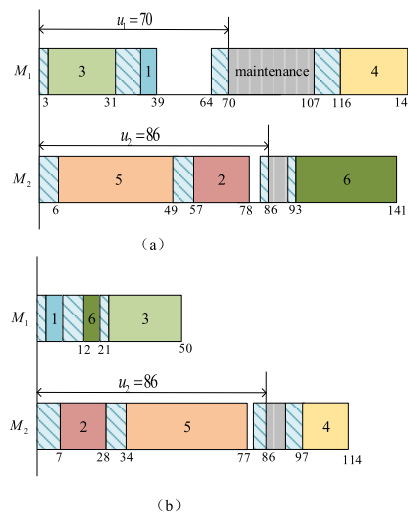 u₁=70
M₁ 3 1 maintenance 4
3 31 39 64 70 107 116 14
u₂=86
M₂ 5 2 6
6 49 57 78 86 93 141
(a)
M₁ 1 6 3
12 21 50
u₂=86
M₂ 2 5 4
7 28 34 77 86 97 114
(b)